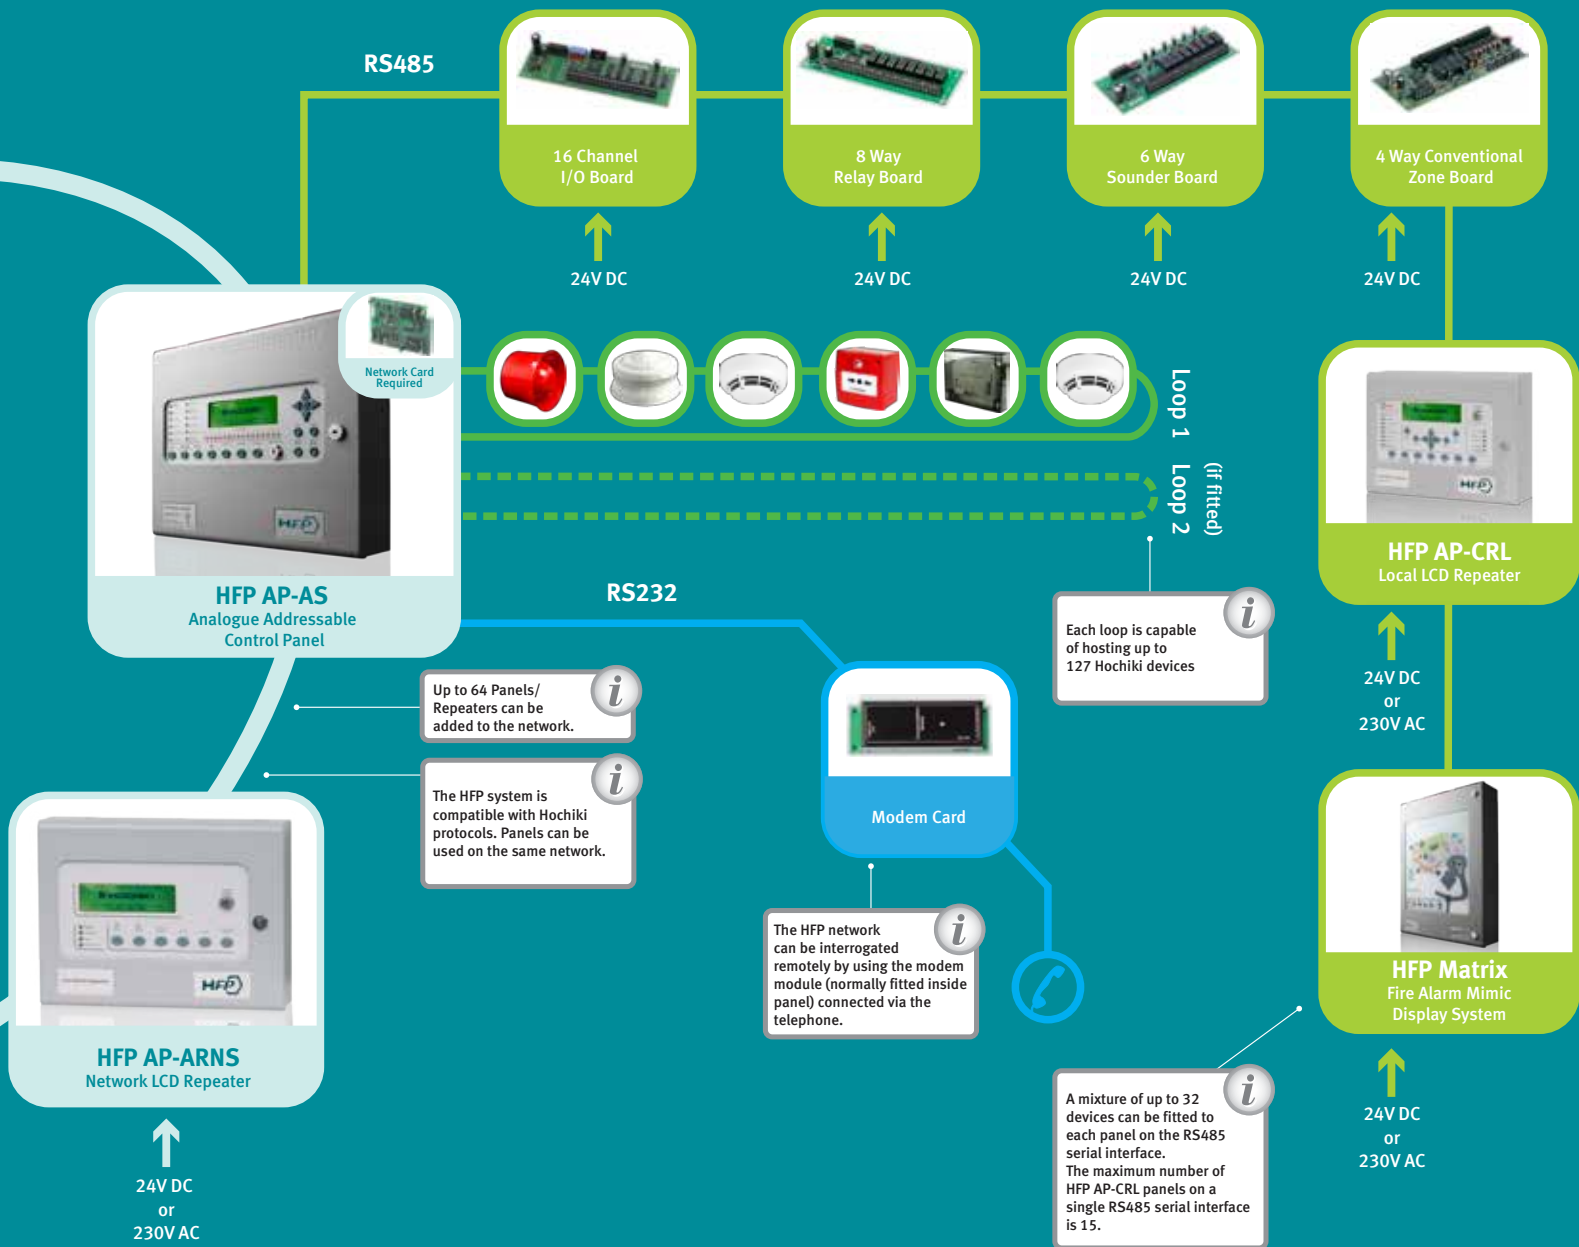 RS485
16 Channel
I/O Board
8 Way
Relay Board
6 Way
Sounder Board
4 Way Conventional
Zone Board
24V DC
24V DC
24V DC
24V DC
Network Card
Required
HFP
HFP AP-AS
Analogue Addressable
Control Panel
Loop 1
Loop 2
(if fitted)
Each loop is capable
of hosting up to
127 Hochiki devices
HFP
HFP AP-CRL
Local LCD Repeater
24V DC
or
230V AC
RS232
Up to 64 Panels/
Repeaters can be
added to the network.
The HFP system is
compatible with Hochiki
protocols. Panels can be
used on the same network.
Modem Card
The HFP network
can be interrogated
remotely by using the modem
module (normally fitted inside
panel) connected via the
telephone.
HFP
HFP AP-ARNS
Network LCD Repeater
24V DC
or
230V AC
HFP Matrix
Fire Alarm Mimic
Display System
24V DC
or
230V AC
A mixture of up to 32
devices can be fitted to
each panel on the RS485
serial interface.
The maximum number of
HFP AP-CRL panels on a
single RS485 serial interface
is 15.